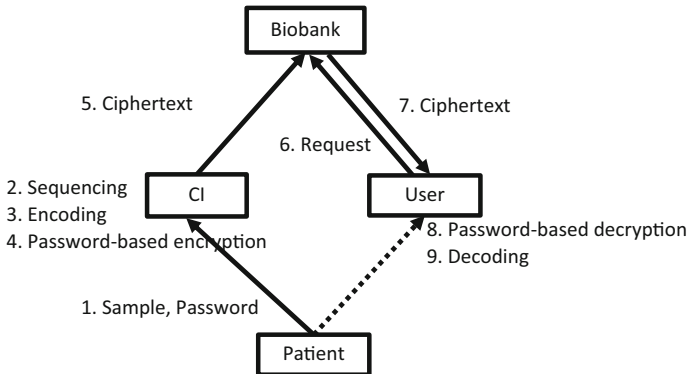 Biobank
5. Ciphertext
7. Ciphertext
6. Request
2. Sequencing
3. Encoding
4. Password-based encryption
CI
User
8. Password-based decryption
9. Decoding
1. Sample, Password
Patient